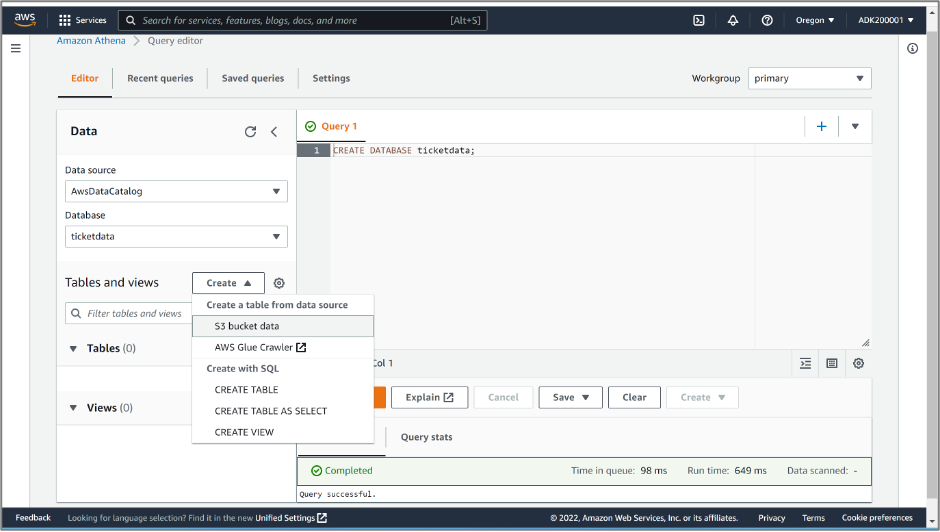 aws Services Search for services, features, blogs, docs, and more [Alt+S] Oregon ADK200001
Amazon Athena Query editor
Editor Recent queries Saved queries Settings Workgroup primary
Data
Data source
AwsDataCatalog
Database
ticketdata
Tables and views Create
Filter tables and views
Create a table from data source
S3 bucket data
AWS Glue Crawler
Create with SQL
CREATE TABLE
CREATE TABLE AS SELECT
CREATE VIEW
Tables (0)
Views (0)
Query 1
1 CREATE DATABASE ticketdata;
Col 1
Explain Cancel Save Clear Create
Query stats
Completed Time in queue: 98 ms Run time: 649 ms Data scanned: -
Query successful.
Feedback Looking for language selection? Find it in the new Unified Settings © 2022, Amazon Web Services, Inc. or its affiliates. Privacy Terms Cookie preferences